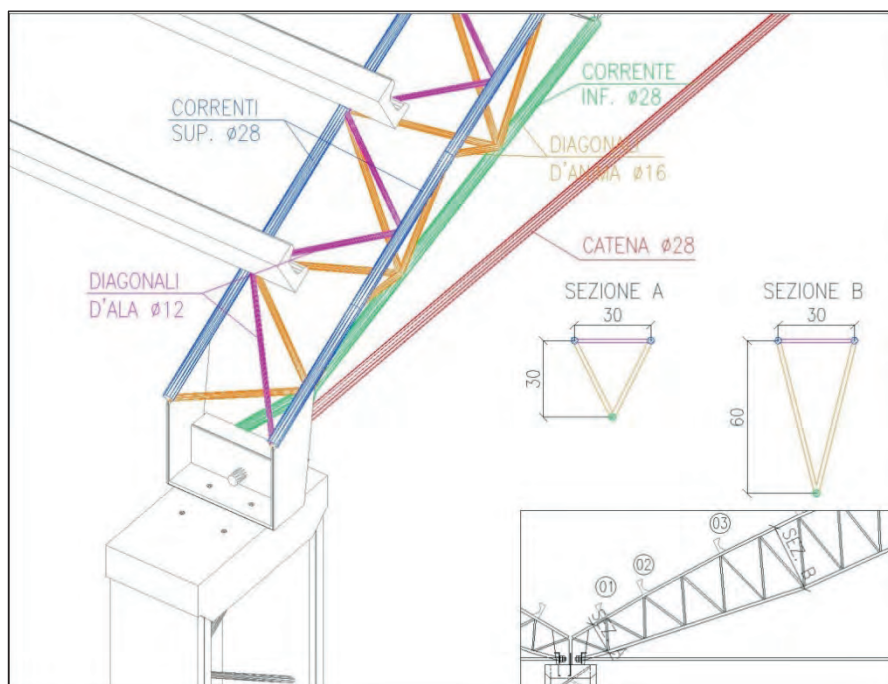 CORRENTI
SUP. ø28
CORRENTE
INF. ø28
DIAGONALI
D'ANIMA ø16
CATENA ø28
DIAGONALI
D'ALA ø12
SEZIONE A
30
30
SEZIONE B
30
60
01
02
03
SEZ. A
SEZ. B